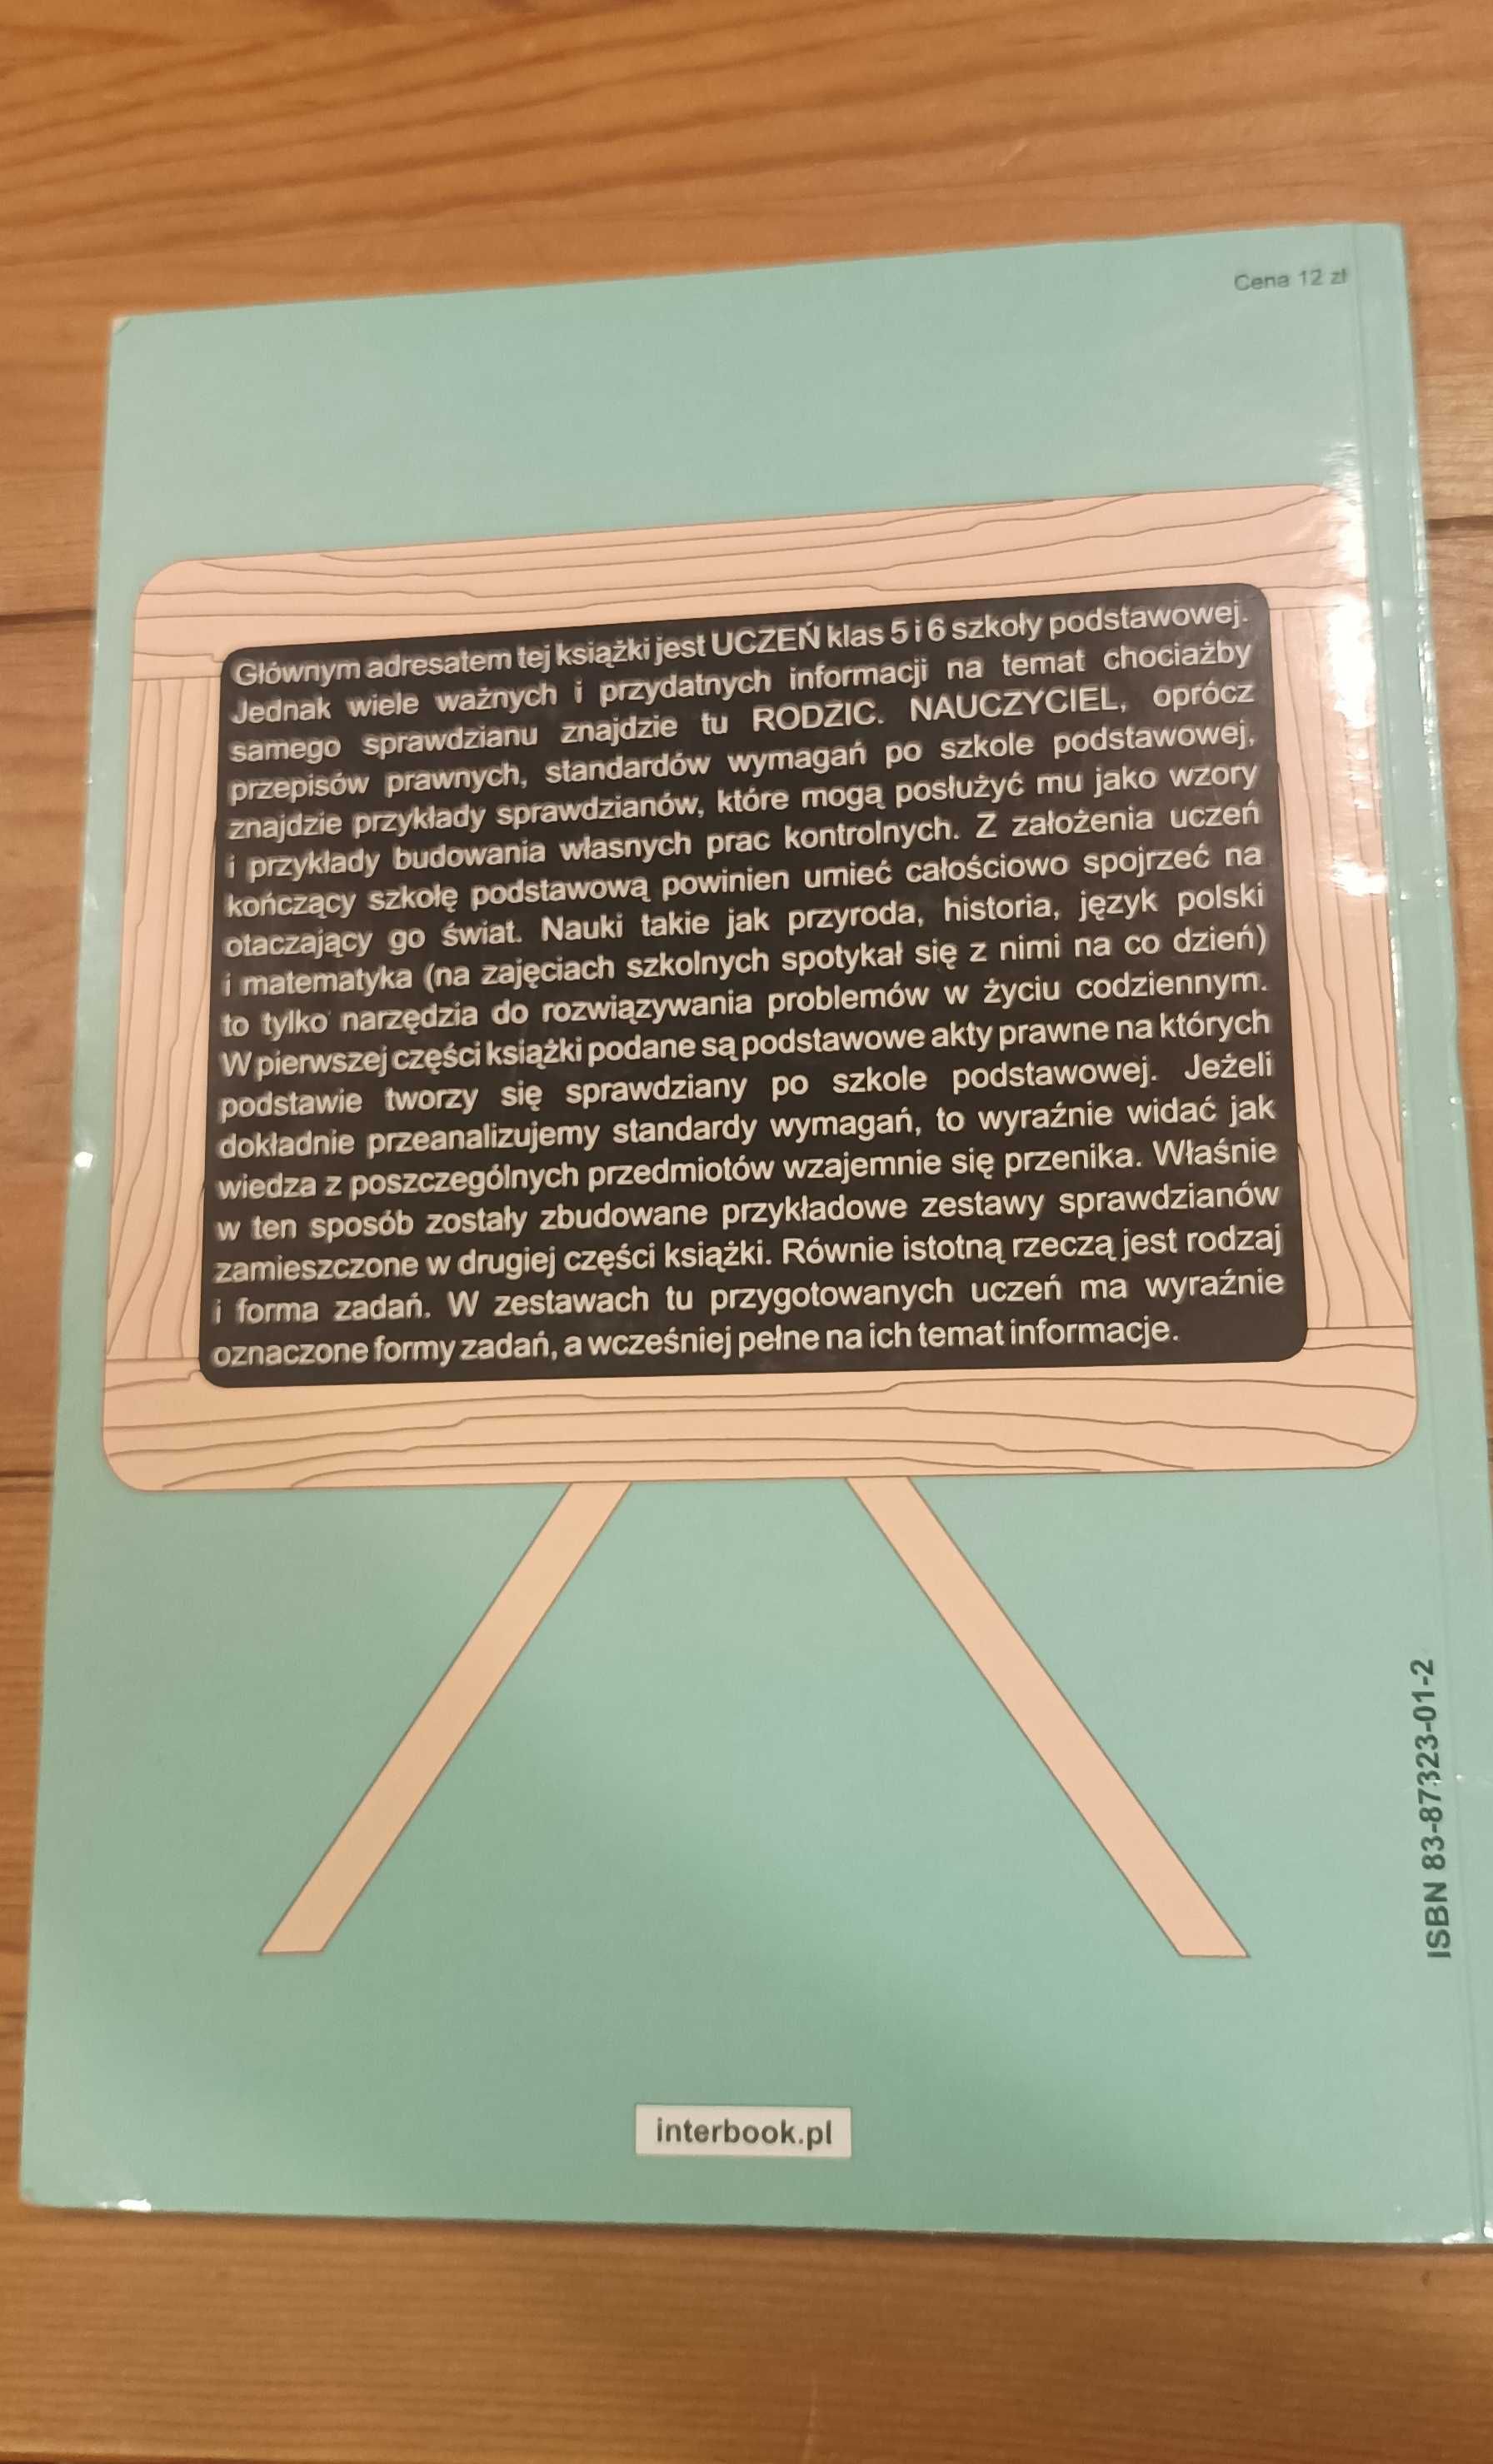 Cena 12 zł
Głównym adresatem tej książki jest UCZEŃ klas 5 i 6 szkoły podstawowej.
Jednak wiele ważnych i przydatnych informacji na temat chociażby
samego sprawdzianu znajdzie tu RODZIC. NAUCZYCIEL, oprócz
przepisów prawnych, standardów wymagań po szkole podstawowej,
znajdzie przykłady sprawdzianów, które mogą posłużyć mu jako wzory
i przykłady budowania własnych prac kontrolnych. Z założenia uczeń
kończący szkołę podstawową powinien umieć całościowo spojrzeć na
otaczający go świat. Nauki takie jak przyroda, historia, język polski
i matematyka (na zajęciach szkolnych spotykał się z nimi na co dzień)
to tylko narzędzia do rozwiązywania problemów w życiu codziennym.
W pierwszej części książki podane są podstawowe akty prawne na których
podstawie tworzy się sprawdziany po szkole podstawowej. Jeżeli
dokładnie przeanalizujemy standardy wymagań, to wyraźnie widać jak
wiedza z poszczególnych przedmiotów wzajemnie się przenika. Właśnie
w ten sposób zostały zbudowane przykładowe zestawy sprawdzianów
zamieszczone w drugiej części książki. Równie istotną rzeczą jest rodzaj
i forma zadań. W zestawach tu przygotowanych uczeń ma wyraźnie
oznaczone formy zadań, a wcześniej pełne na ich temat informacje.
ISBN 83-87323-01-2
interbook.pl